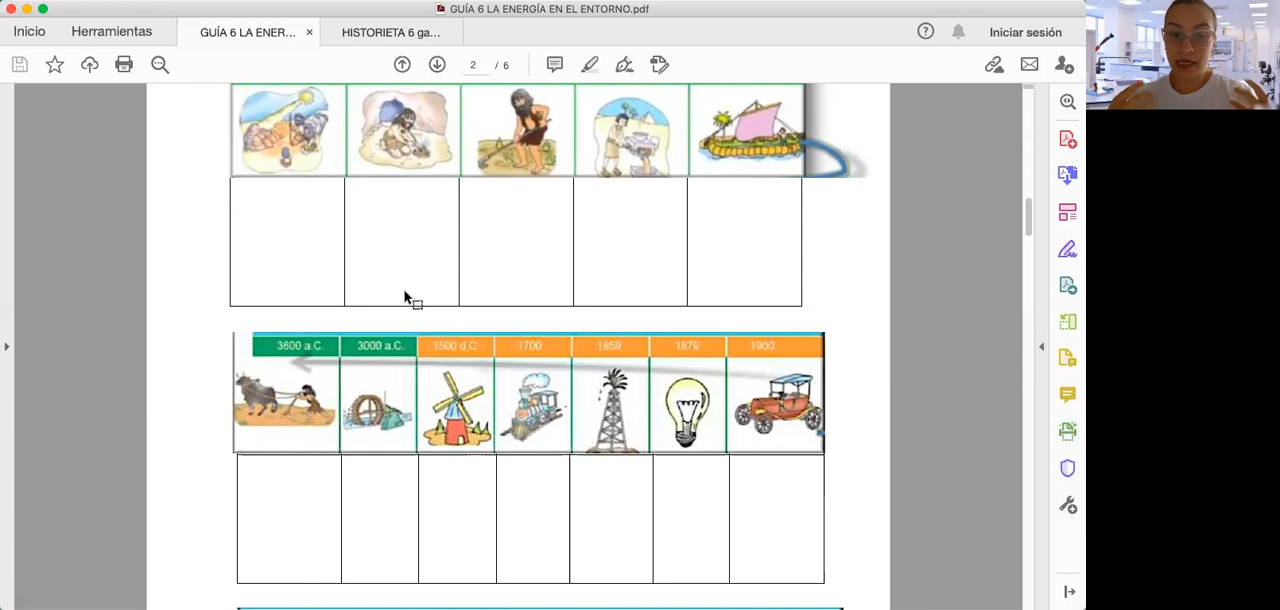 GUÍA 6 LA ENERGÍA EN EL ENTORNO.pdf
Inicio Herramientas GUÍA 6 LA ENER... × HISTORIETA 6 ga... Iniciar sesión
2 / 6
3600 a.C. 3000 a.C. 1500 d.C 1700 1859 1879 1900